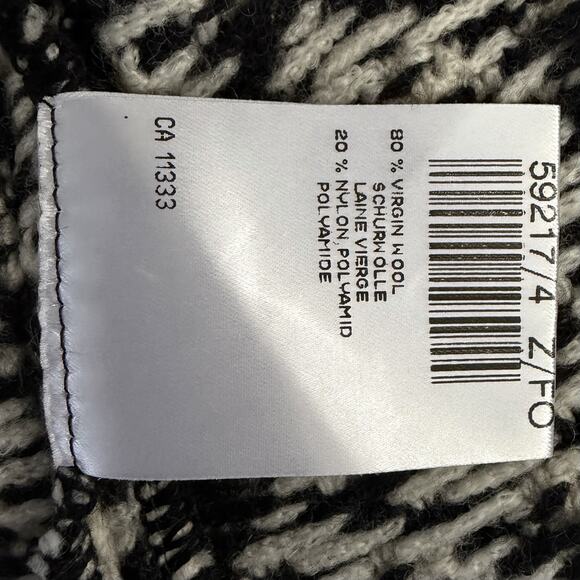 59217/4 Z/FO
80 % VIRGIN WOOL
SCHURWOLLE
LAINE VIERGE
20 % NYLON, POLYAMID
POLYAMIDE
CA 11333